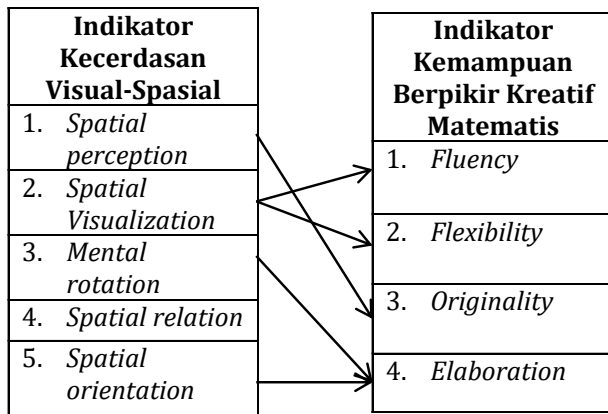 Indikator
Kecerdasan
Visual-Spasial
1. Spatial
perception
2. Spatial
Visualization
3. Mental
rotation
4. Spatial relation
5. Spatial
orientation
Indikator
Kemampuan
Berpikir Kreatif
Matematis
1. Fluency
2. Flexibility
3. Originality
4. Elaboration